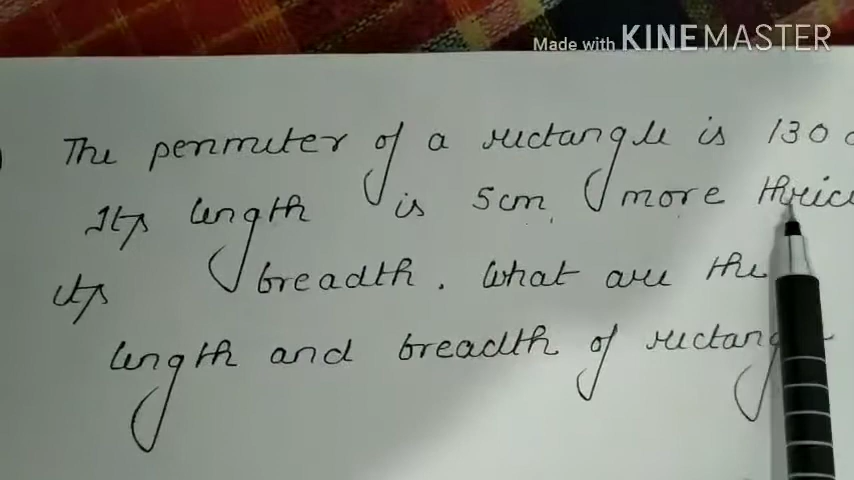 Made with KINEMASTER
The perimeter of a rectangle is 130
Its length is 5cm more thric
its breadth. What are the
length and breadth of rectang